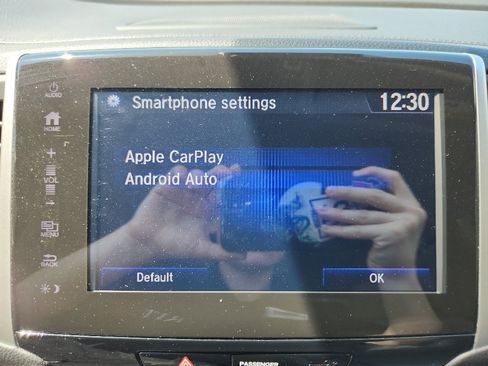 AUDIO
Smartphone settings
12:30
HOME
+
VOL
-
Apple CarPlay
Android Auto
MENU
BACK
Default
OK
PASSENGER